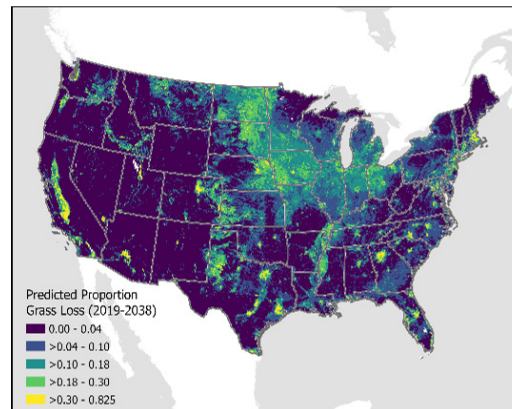 Predicted Proportion
Grass Loss (2019-2038)
0.00 - 0.04
>0.04 - 0.10
>0.10 - 0.18
>0.18 - 0.30
>0.30 - 0.825